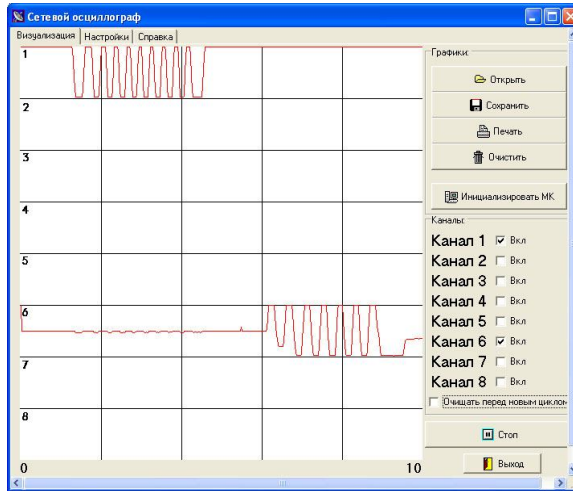 Сетевой осциллограф
Визуализация Настройки Справка
1
2
3
4
5
6
7
8
0 10
Графики:
Открыть
Сохранить
Печать
Очистить
Инициализировать МК
Каналы:
Канал 1 Вкл
Канал 2 Вкл
Канал 3 Вкл
Канал 4 Вкл
Канал 5 Вкл
Канал 6 Вкл
Канал 7 Вкл
Канал 8 Вкл
Очищать перед новым циклом
Стоп
Выход